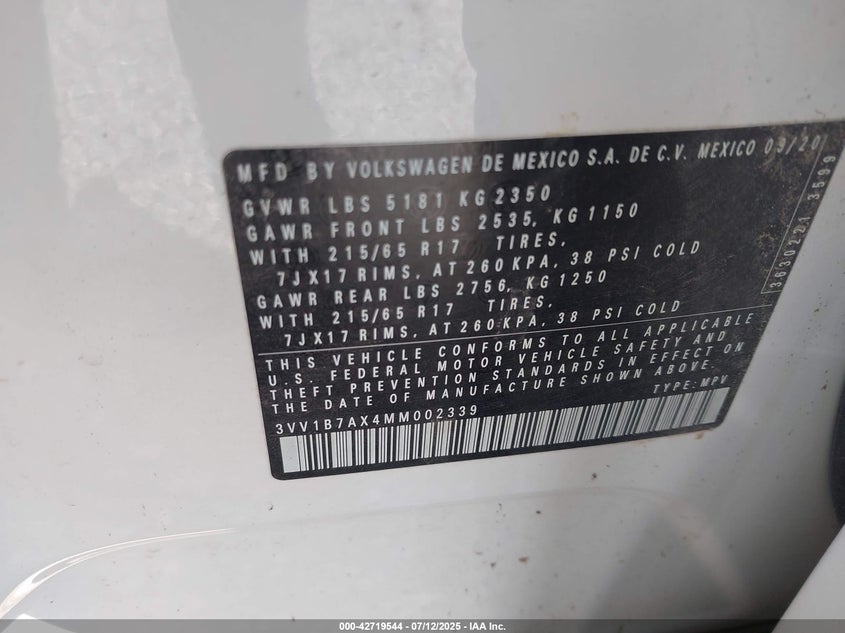 MFD BY VOLKSWAGEN DE MEXICO S.A. DE C.V. MEXICO 09/20
GVWR LBS 5181 KG 2350
GAWR FRONT LBS 2535, KG 1150
WITH 215/65 R17 TIRES,
7JX17 RIMS, AT 260 KPA, 38 PSI COLD
GAWR REAR LBS 2756, KG 1250
WITH 215/65 R17 TIRES,
7JX17 RIMS, AT 260 KPA, 38 PSI COLD
36302221 3599
THIS VEHICLE CONFORMS TO ALL APPLICABLE
U.S. FEDERAL MOTOR VEHICLE SAFETY AND
THEFT PREVENTION STANDARDS IN EFFECT ON
THE DATE OF MANUFACTURE SHOWN ABOVE.
3VV1B7AX4MM002339 TYPE: MPV
000-42719544 - 07/12/2025 - IAA Inc.